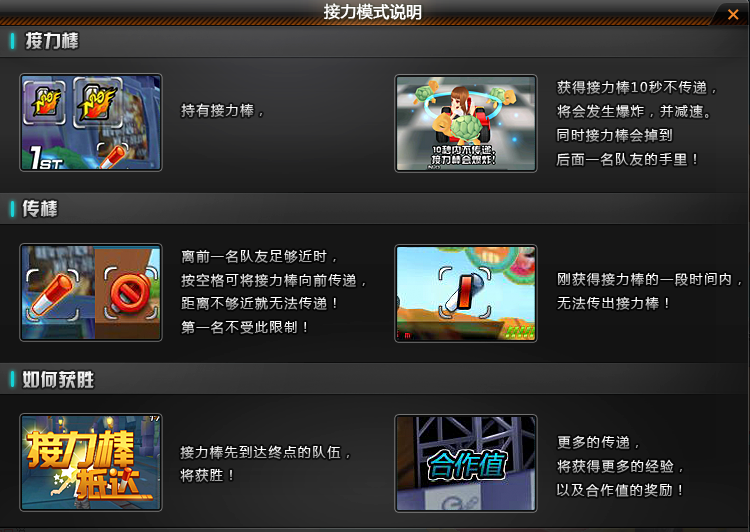 接力模式说明
接力棒
1ST
持有接力棒，
10秒内不传递，
接力棒会爆炸！
获得接力棒10秒不传递，
将会发生爆炸，并减速。
同时接力棒会掉到
后面一名队友的手里！
传棒
离前一名队友足够近时，
按空格可将接力棒向前传递，
距离不够近就无法传递！
第一名不受此限制！
刚获得接力棒的一段时间内，
无法传出接力棒！
如何获胜
接力棒
抵达
接力棒先到达终点的队伍，
将获胜！
合作值
更多的传递，
将获得更多的经验，
以及合作值的奖励！